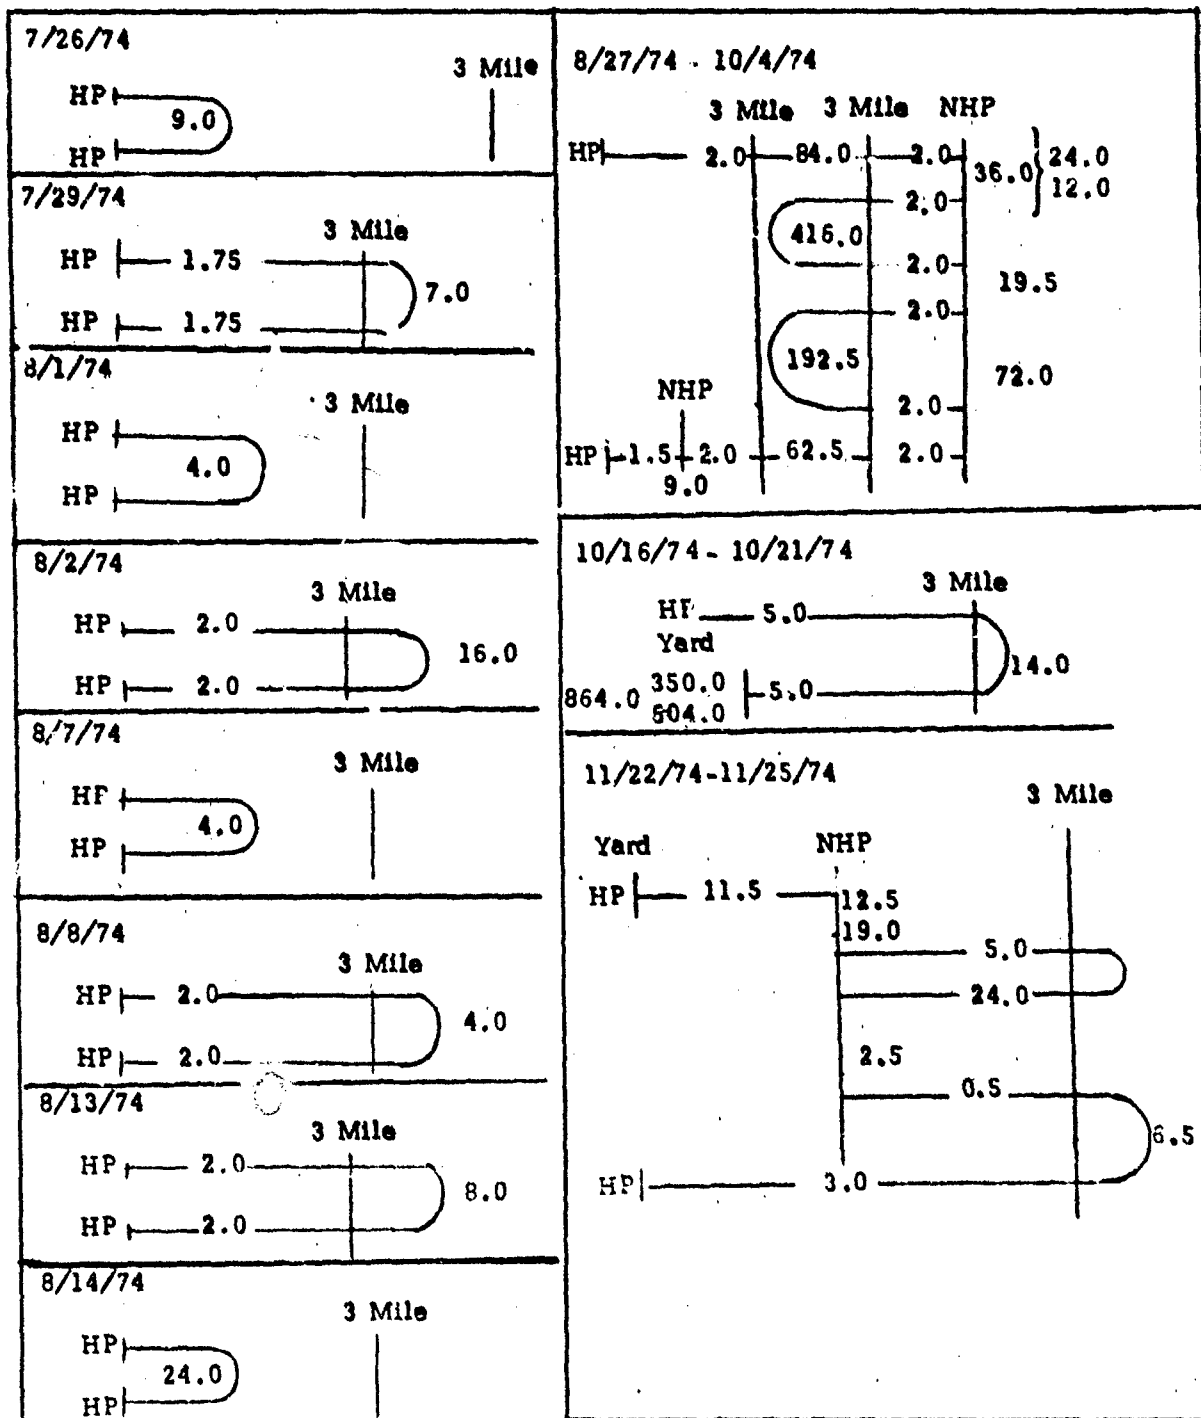 7/26/74
3 Mile
HP
9.0
HP
7/29/74
3 Mile
HP 1.75
7.0
HP 1.75
8/1/74
3 Mile
HP
4.0
HP
8/2/74
3 Mile
HP 2.0
16.0
HP 2.0
8/7/74
3 Mile
HP
4.0
HP
8/8/74
3 Mile
HP 2.0
4.0
HP 2.0
8/13/74
3 Mile
HP 2.0
8.0
HP 2.0
8/14/74
3 Mile
HP
24.0
HP
8/27/74 - 10/4/74
3 Mile 3 Mile NHP
HP 2.0 84.0 2.0 36.0 24.0
12.0
2.0
416.0
2.0
19.5
2.0
192.5
72.0
NHP
2.0
HP 1.5 2.0 62.5 2.0
9.0
10/16/74 - 10/21/74
3 Mile
HP 5.0
Yard
14.0
350.0
864.0 5.0
504.0
11/22/74-11/25/74
3 Mile
Yard NHP
HP 11.5 12.5
19.0
5.0
24.0
2.5
0.5
6.5
HP 3.0